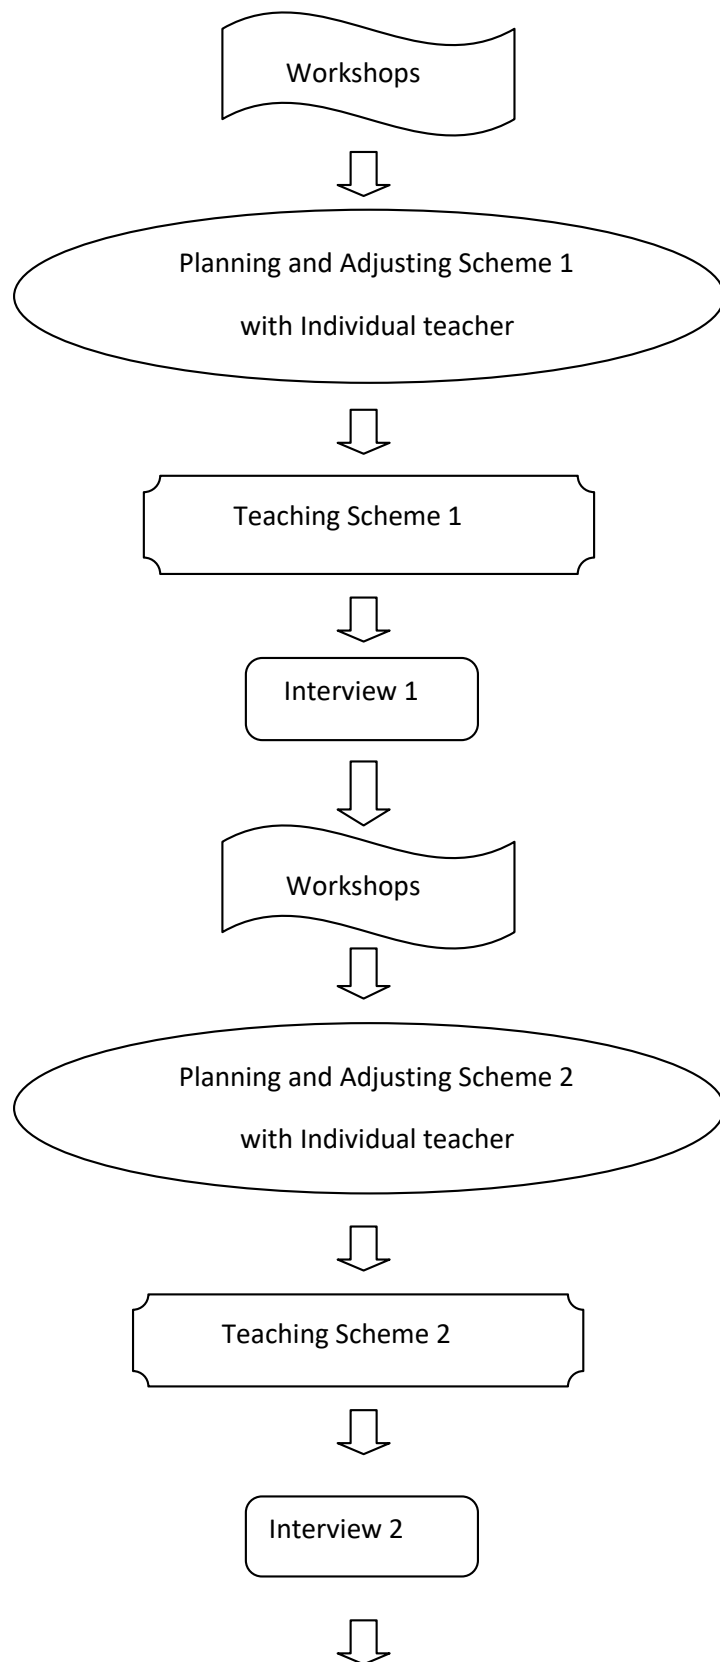 Workshops
Planning and Adjusting Scheme 1
with Individual teacher
Teaching Scheme 1
Interview 1
Workshops
Planning and Adjusting Scheme 2
with Individual teacher
Teaching Scheme 2
Interview 2